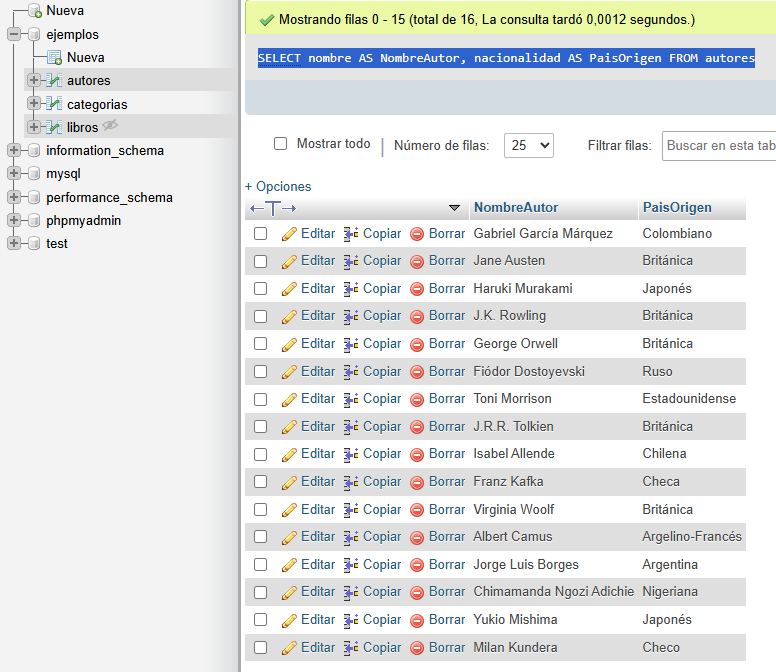 Nueva
ejemplos
Nueva
autores
categorias
libros
information_schema
mysql
performance_schema
phpmyadmin
test
Mostrando filas 0 - 15 (total de 16, La consulta tardó 0,0012 segundos.)
SELECT nombre AS NombreAutor, nacionalidad AS PaisOrigen FROM autores
Mostrar todo Número de filas: 25 Filtrar filas: Buscar en esta tab
+ Opciones
NombreAutor PaisOrigen
Editar Copiar Borrar Gabriel García Márquez Colombiano
Editar Copiar Borrar Jane Austen Británica
Editar Copiar Borrar Haruki Murakami Japonés
Editar Copiar Borrar J.K. Rowling Británica
Editar Copiar Borrar George Orwell Británica
Editar Copiar Borrar Fiódor Dostoyevski Ruso
Editar Copiar Borrar Toni Morrison Estadounidense
Editar Copiar Borrar J.R.R. Tolkien Británica
Editar Copiar Borrar Isabel Allende Chilena
Editar Copiar Borrar Franz Kafka Checa
Editar Copiar Borrar Virginia Woolf Británica
Editar Copiar Borrar Albert Camus Argelino-Francés
Editar Copiar Borrar Jorge Luis Borges Argentina
Editar Copiar Borrar Chimamanda Ngozi Adichie Nigeriana
Editar Copiar Borrar Yukio Mishima Japonés
Editar Copiar Borrar Milan Kundera Checo